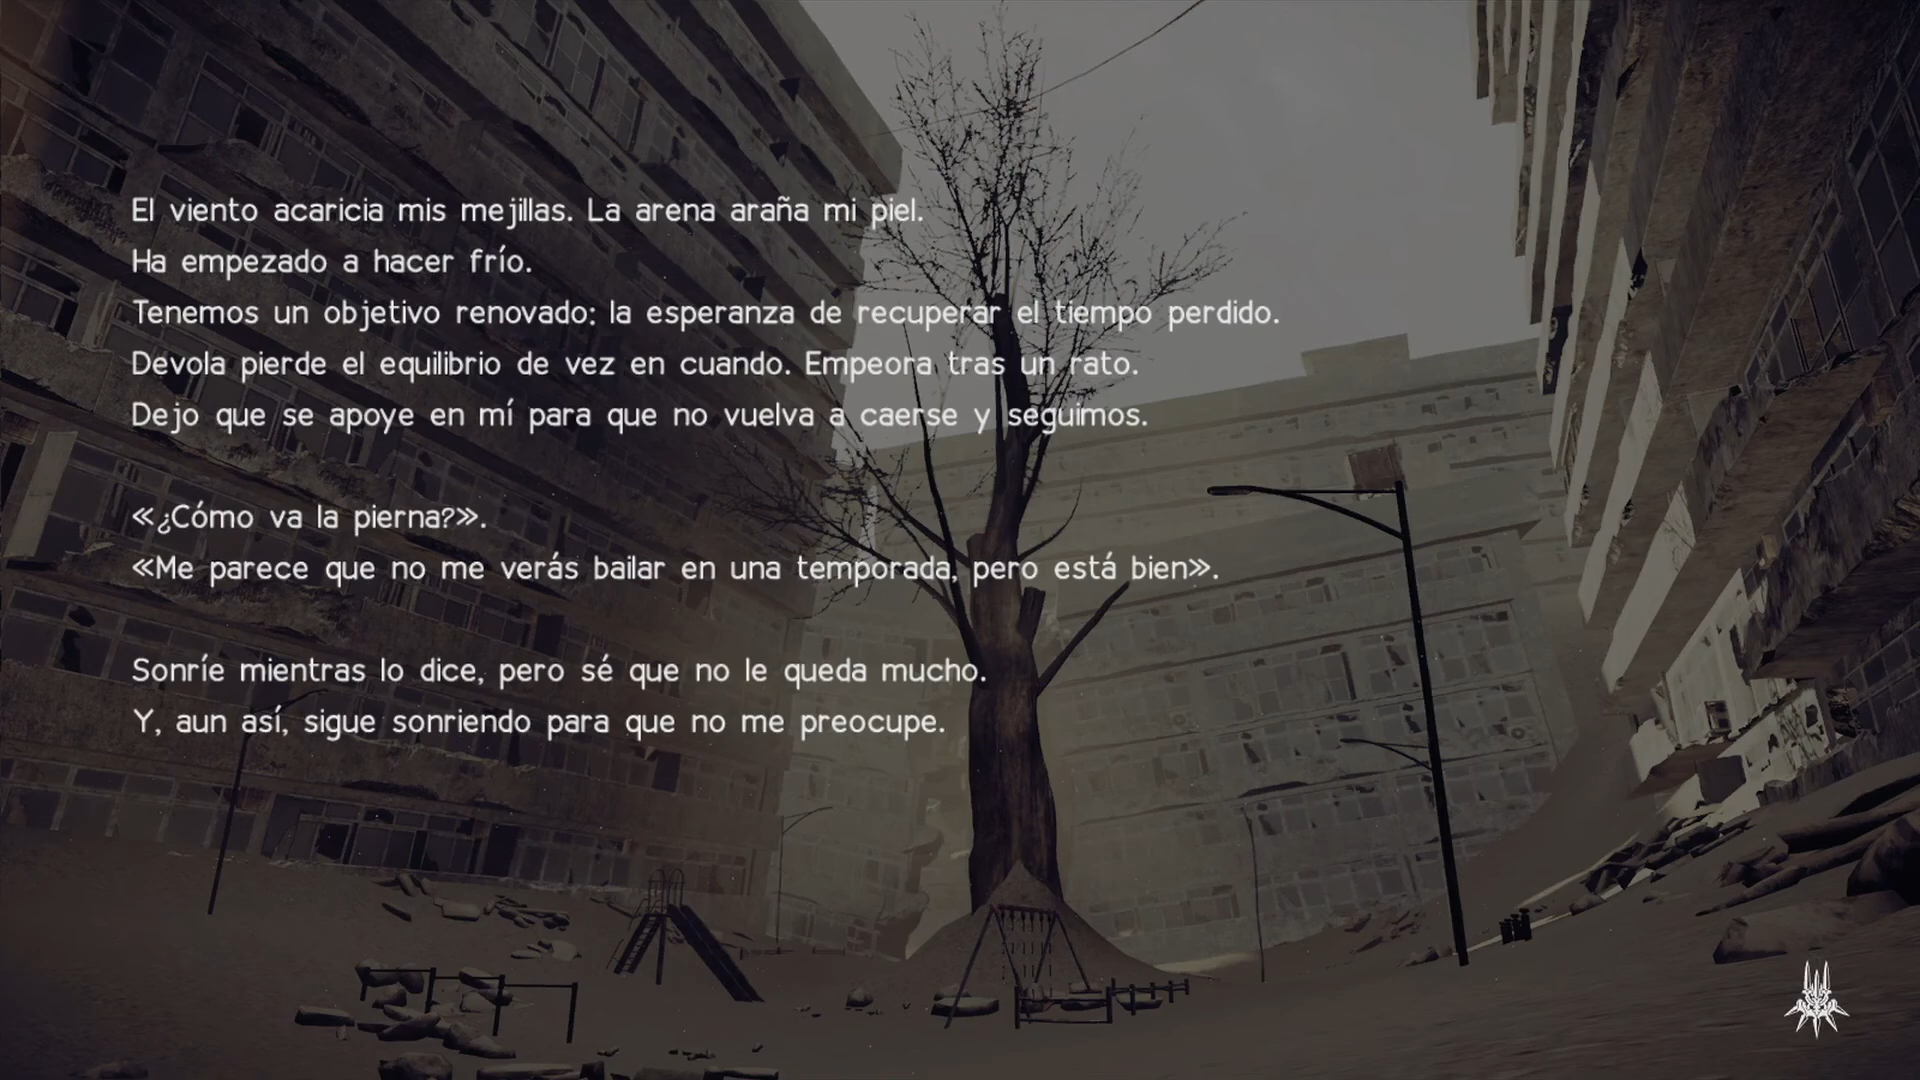 El viento acaricia mis mejillas. La arena araña mi piel.
Ha empezado a hacer frío.
Tenemos un objetivo renovado: la esperanza de recuperar el tiempo perdido.
Devola pierde el equilibrio de vez en cuando. Empeora tras un rato.
Dejo que se apoye en mí para que no vuelva a caerse y seguimos.
«¿Cómo va la pierna?».
«Me parece que no me verás bailar en una temporada, pero está bien».
Sonríe mientras lo dice, pero sé que no le queda mucho.
Y, aun así, sigue sonriendo para que no me preocupe.